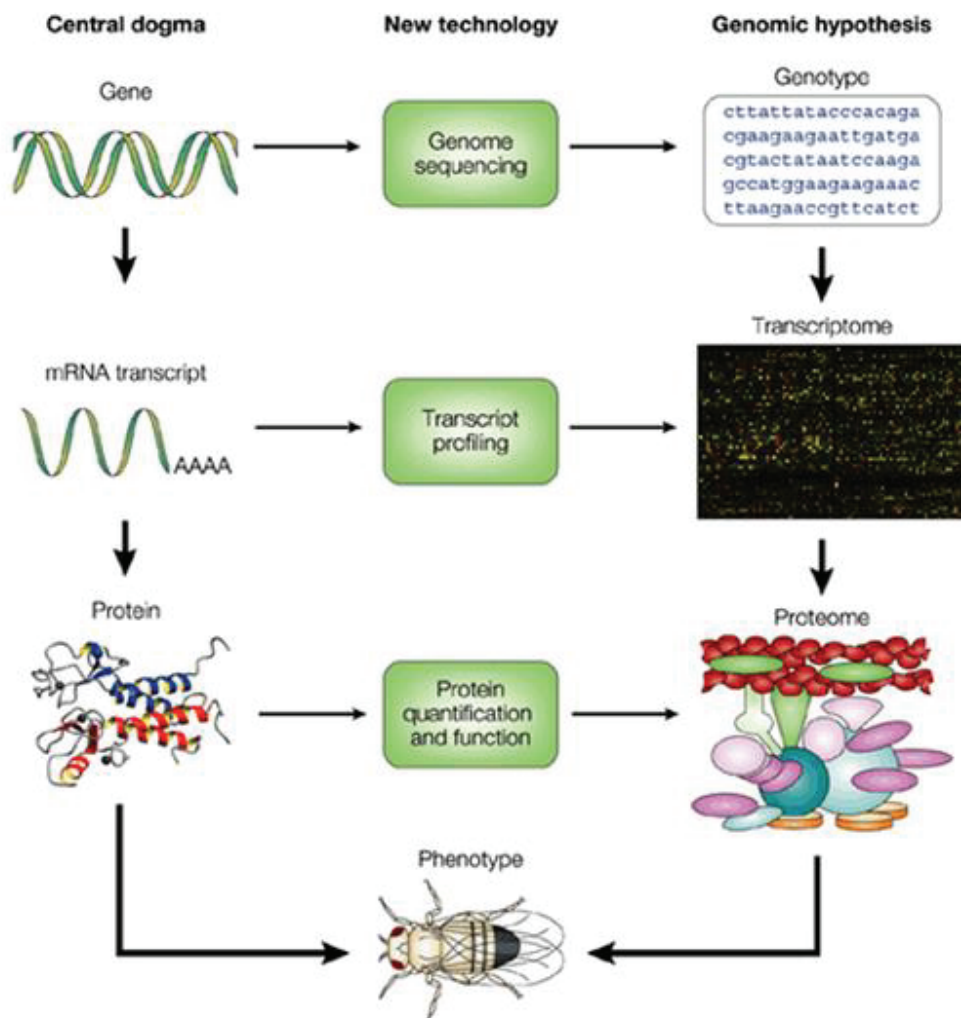 Central dogma
New technology
Genomic hypothesis
Gene
Genome
sequencing
Genotype
cttattatacccacaga
cgaagaagaattgatga
cgtactataatccaaga
gccatggaagaagaaac
ttaagaaccgttcatct
mRNA transcript
AAAA
Transcript
profiling
Transcriptome
Protein
Protein
quantification
and function
Proteome
Phenotype